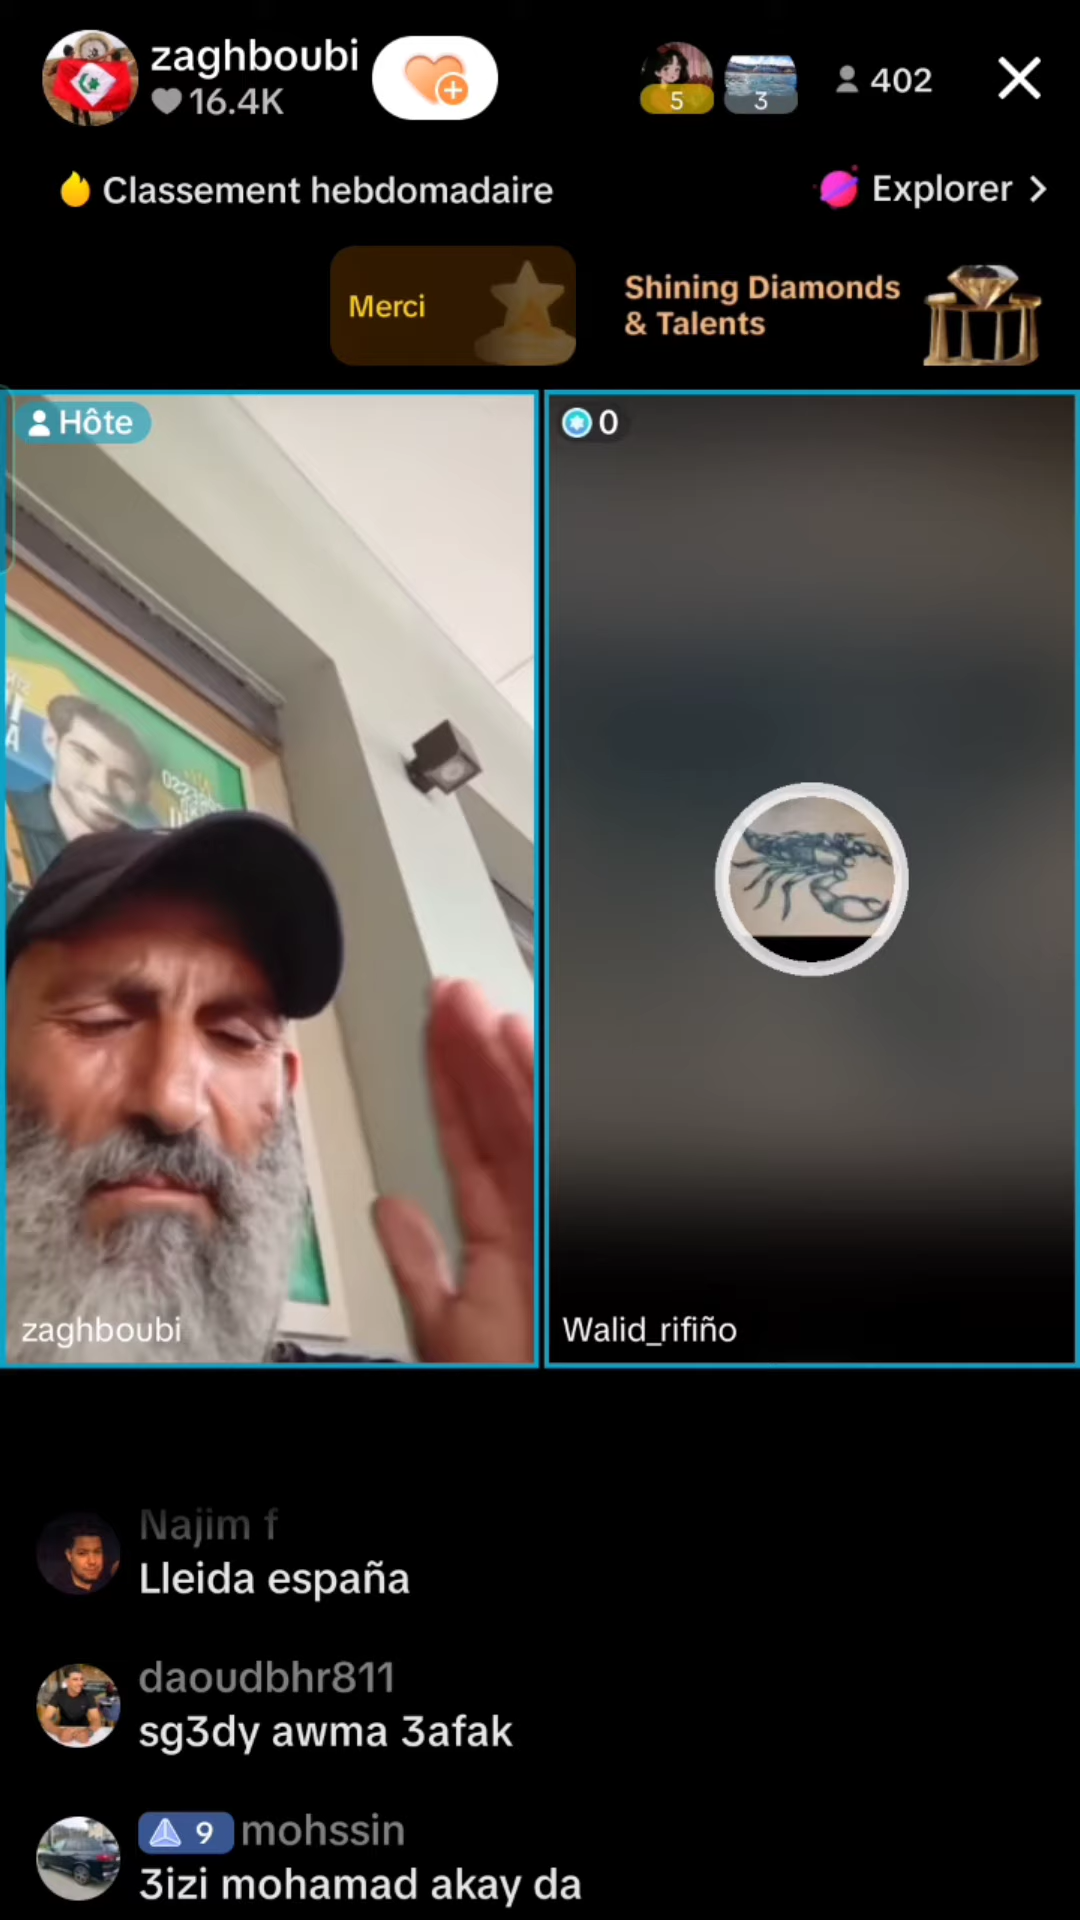 zaghboubi
16.4K
5
3
402
Classement hebdomadaire
Explorer
Merci
Shining Diamonds
& Talents
Hôte
0
zaghboubi
Walid_rifiño
Najim f
Lleida españa
daoudbhr811
sg3dy awma 3afak
9 mohssin
3izi mohamad akay da